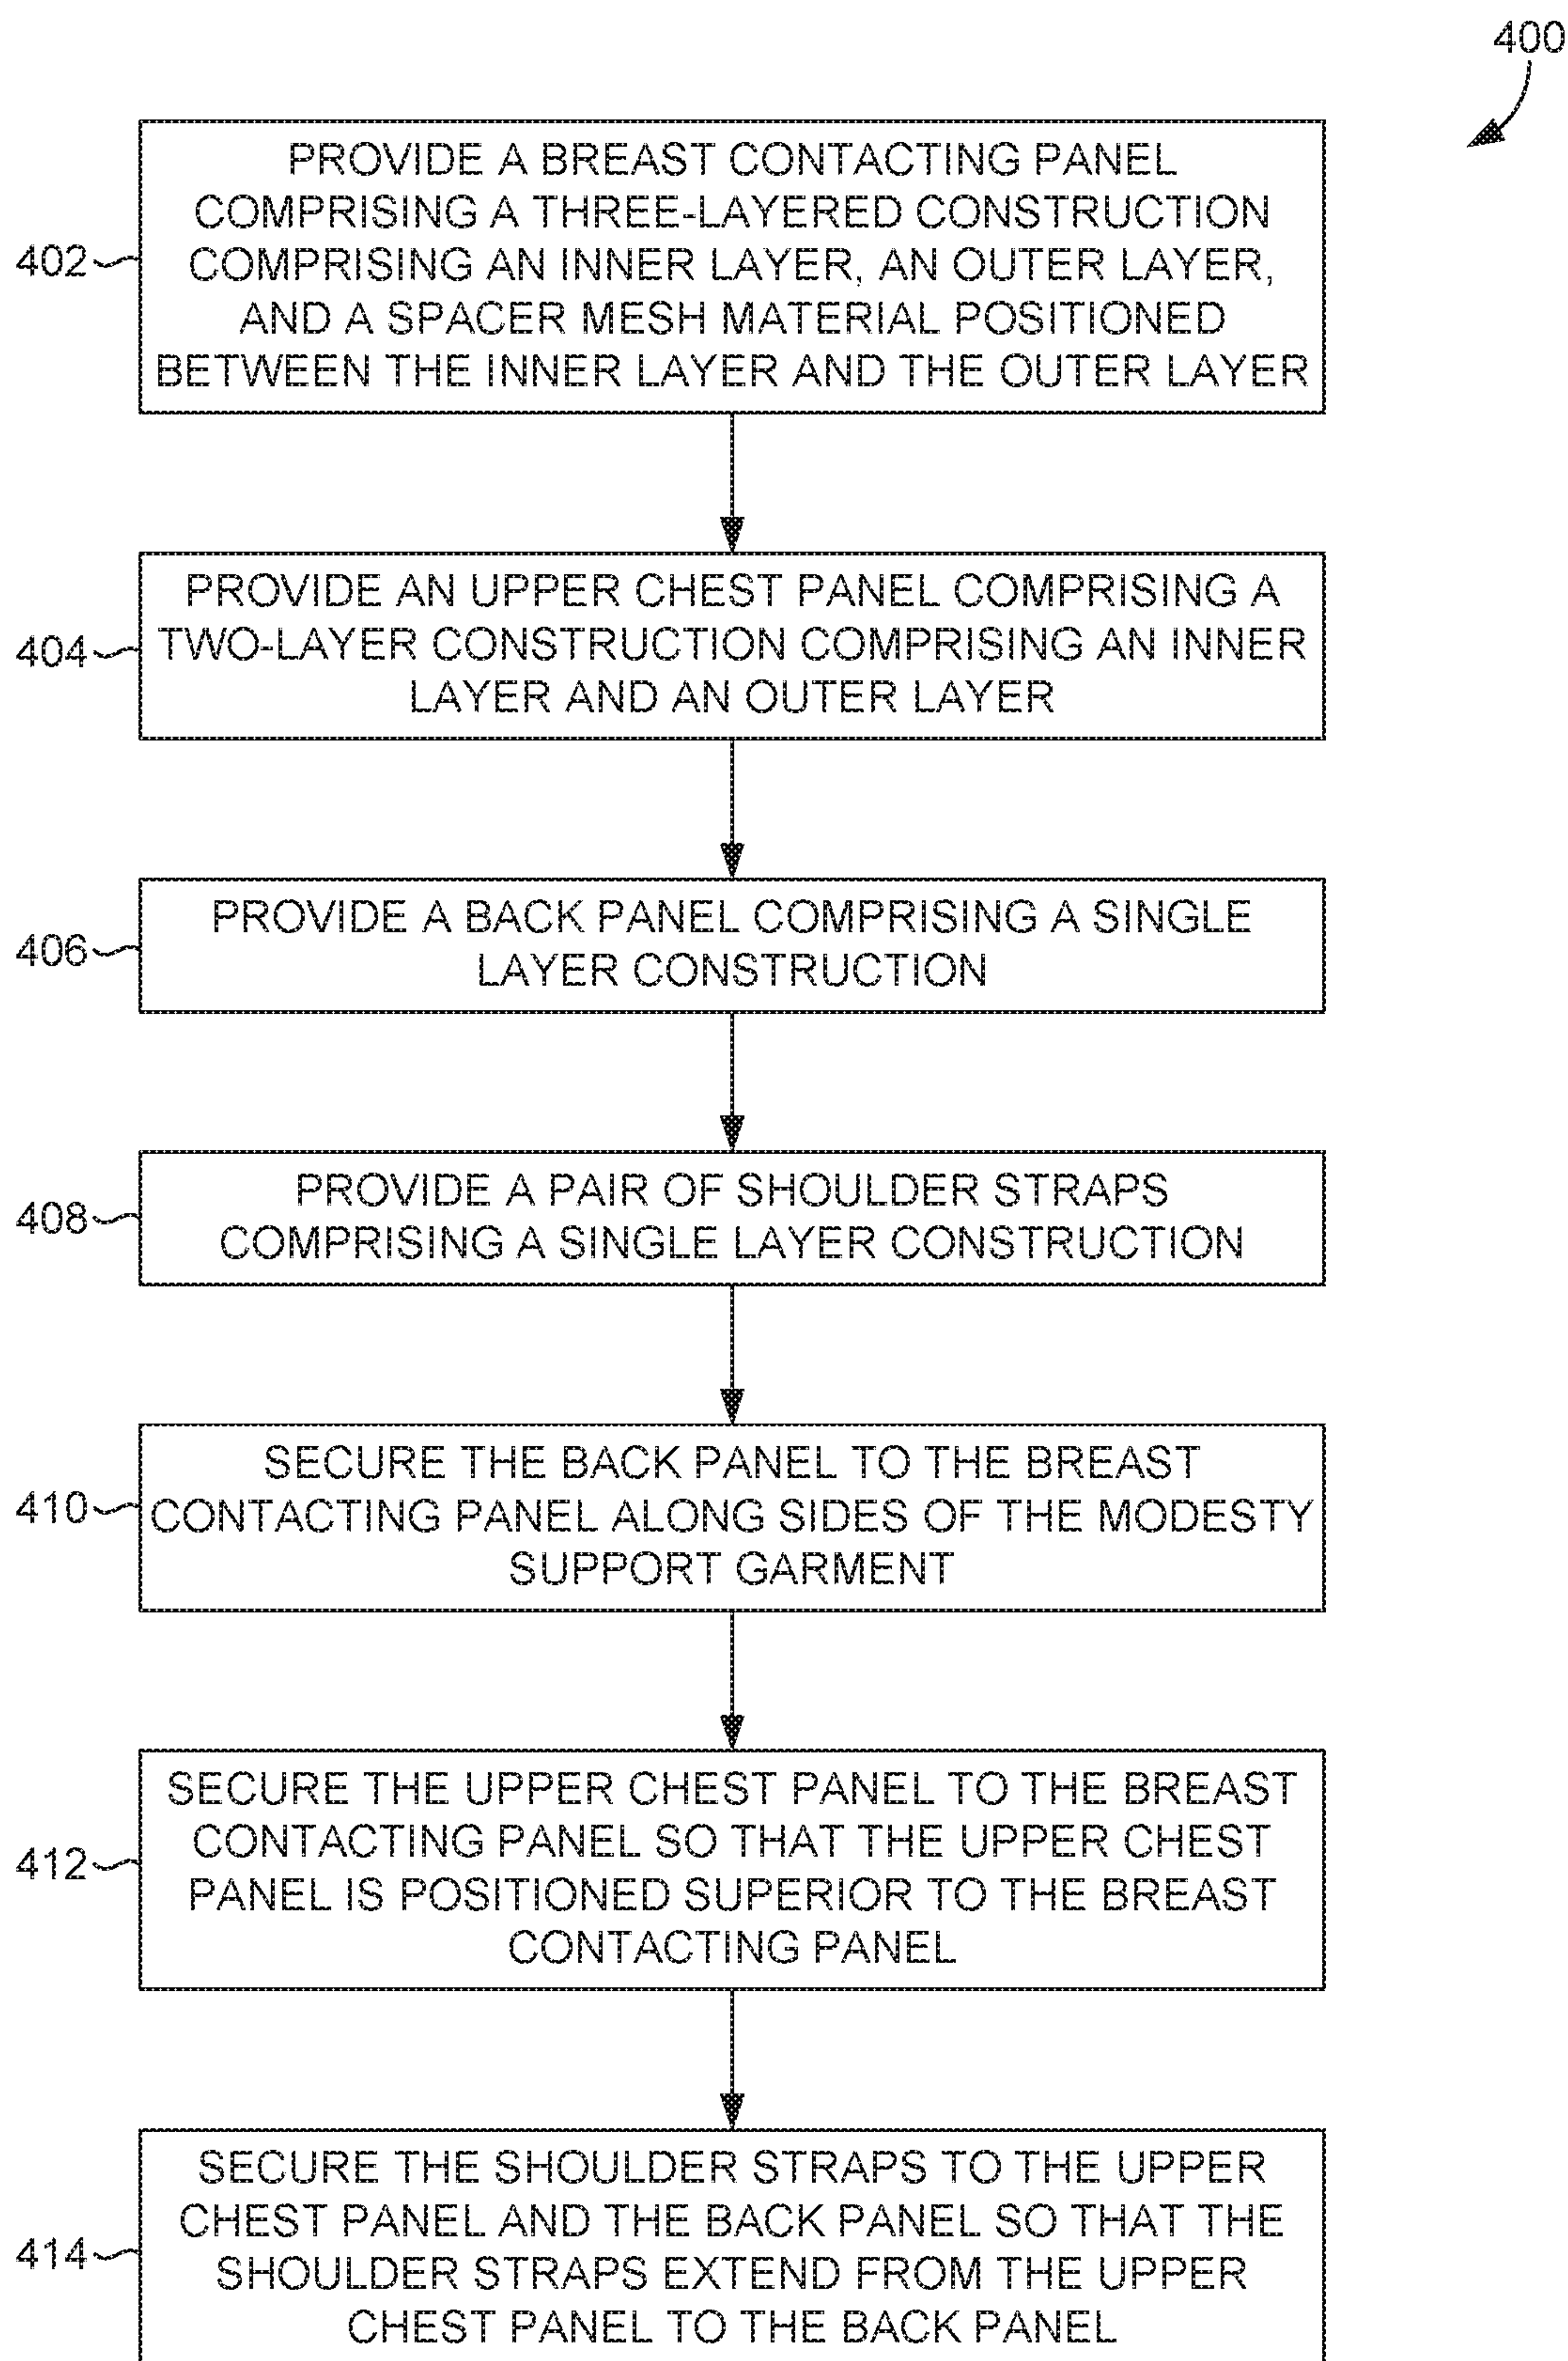 400
PROVIDE A BREAST CONTACTING PANEL
COMPRISING A THREE-LAYERED CONSTRUCTION
402
COMPRISING AN INNER LAYER, AN OUTER LAYER,
AND A SPACER MESH MATERIAL POSITIONED
BETWEEN THE INNER LAYER AND THE OUTER LAYER
PROVIDE AN UPPER CHEST PANEL COMPRISING A
404
TWO-LAYER CONSTRUCTION COMPRISING AN INNER
LAYER AND AN OUTER LAYER
406
PROVIDE A BACK PANEL COMPRISING A SINGLE
LAYER CONSTRUCTION
408
PROVIDE A PAIR OF SHOULDER STRAPS
COMPRISING A SINGLE LAYER CONSTRUCTION
SECURE THE BACK PANEL TO THE BREAST
410
CONTACTING PANEL ALONG SIDES OF THE MODESTY
SUPPORT GARMENT
SECURE THE UPPER CHEST PANEL TO THE BREAST
412
CONTACTING PANEL SO THAT THE UPPER CHEST
PANEL IS POSITIONED SUPERIOR TO THE BREAST
CONTACTING PANEL
SECURE THE SHOULDER STRAPS TO THE UPPER
414
CHEST PANEL AND THE BACK PANEL SO THAT THE
SHOULDER STRAPS EXTEND FROM THE UPPER
CHEST PANEL TO THE BACK PANEL